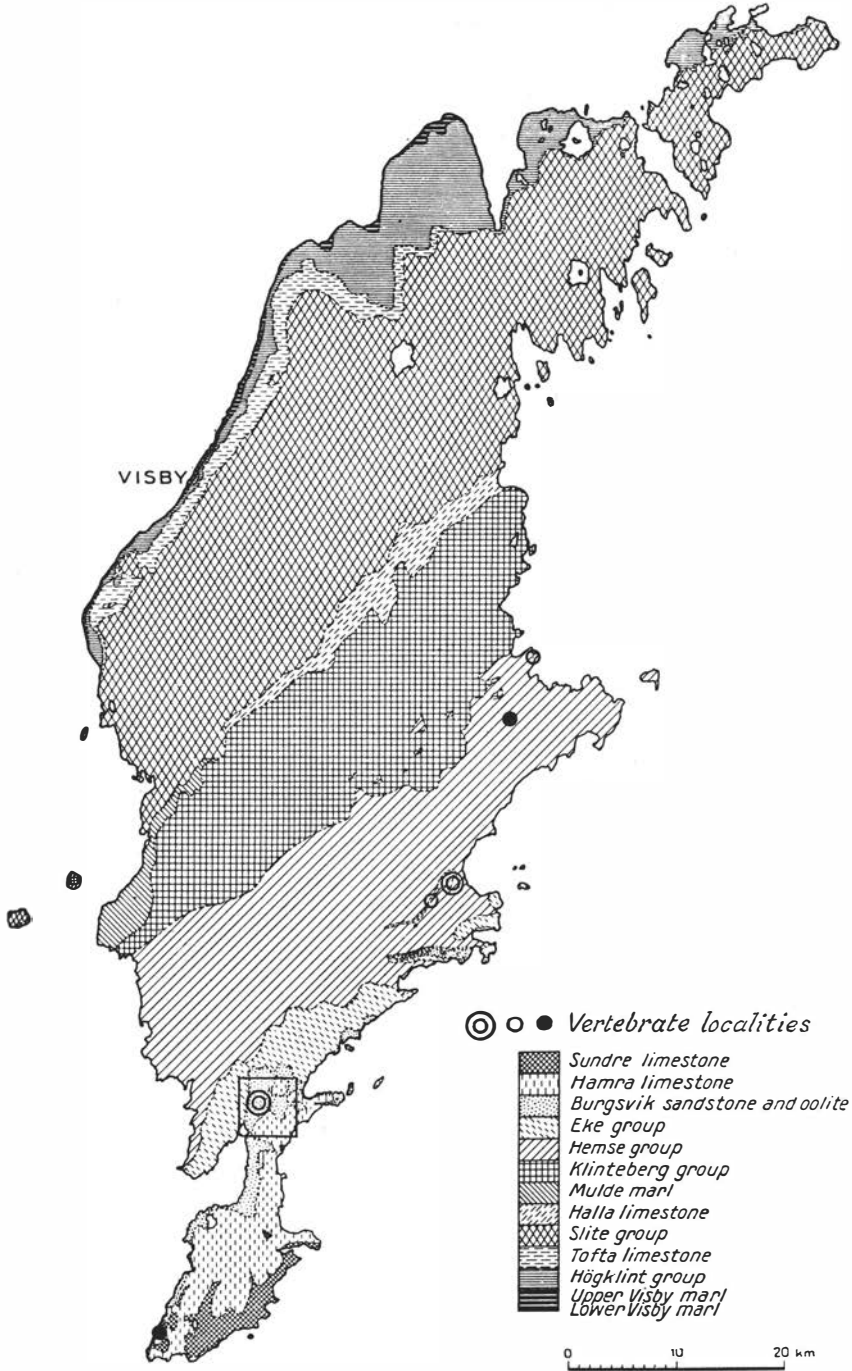 VISBY
Vertebrate localities
Sundre limestone
Hamra limestone
Burgsvik sandstone and oolite
Eke group
Hemse group
Klinteberg group
Mulde marl
Halla limestone
Slite group
Tofta limestone
Högklint group
Upper Visby marl
Lower Visby marl
0 10 20 km